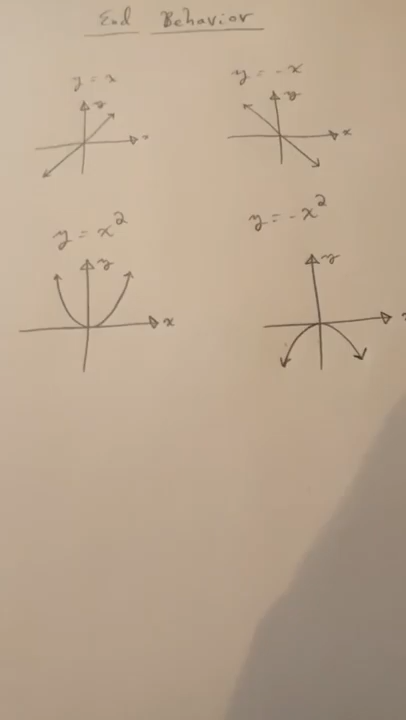 End Behavior
y = x
y = -x
y
x
y
x
y = x²
y = -x²
y
x
y